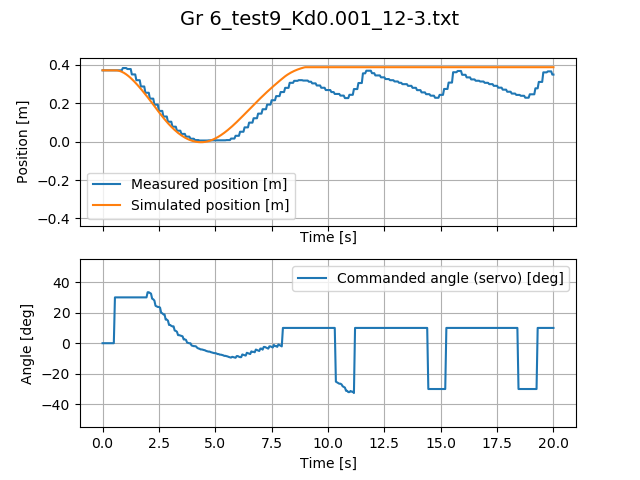 Gr 6_test9_Kd0.001_12-3.txt
0.4
0.2
0.0
−0.2
−0.4
Position [m]
Measured position [m]
Simulated position [m]
Time [s]
40
20
0
−20
−40
Angle [deg]
Commanded angle (servo) [deg]
0.0 2.5 5.0 7.5 10.0 12.5 15.0 17.5 20.0
Time [s]